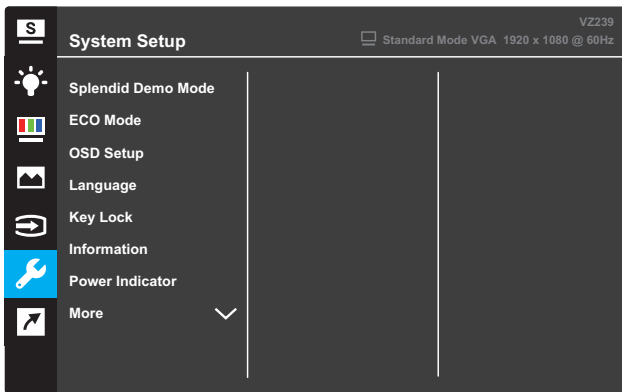 S
VZ239
System Setup
Standard Mode VGA 1920 x 1080 @ 60Hz
Splendid Demo Mode
ECO Mode
OSD Setup
Language
Key Lock
Information
Power Indicator
More